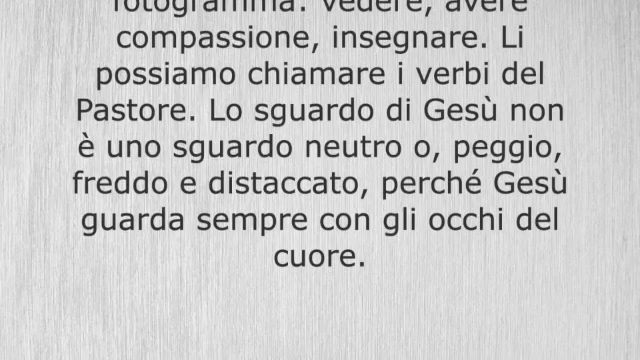 fotogramma: vedere, avere
compassione, insegnare. Li
possiamo chiamare i verbi del
Pastore. Lo sguardo di Gesù non
è uno sguardo neutro o, peggio,
freddo e distaccato, perché Gesù
guarda sempre con gli occhi del
cuore.